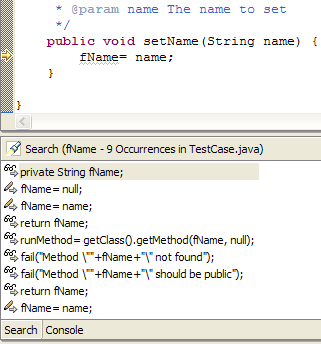 * @param name The name to set
*/
public void setName(String name) {
fName= name;
}
}
Search (fName - 9 Occurrences in TestCase.java)
private String fName;
fName= null;
fName= name;
return fName;
runMethod= getClass().getMethod(fName, null);
fail("Method \""+fName+"\" not found");
fail("Method \""+fName+"\" should be public");
return fName;
fName= name;
Search Console